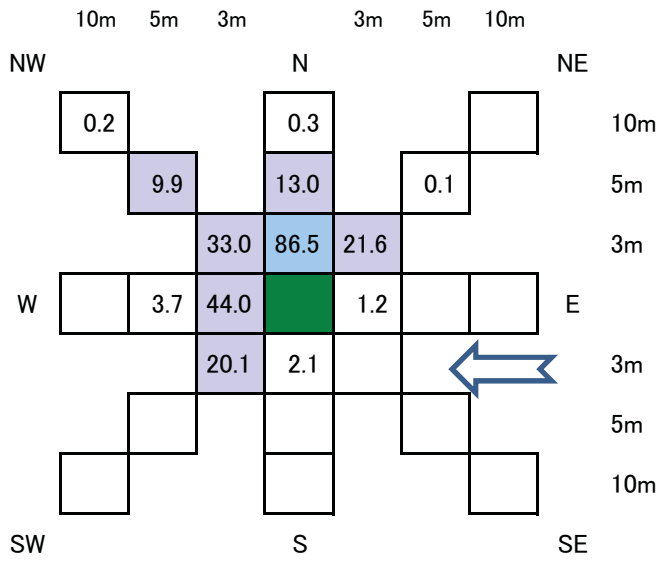 10m 5m 3m 3m 5m 10m
NW N NE
0.2 0.3 10m
9.9 13.0 0.1 5m
33.0 86.5 21.6 3m
W 3.7 44.0 1.2 E
20.1 2.1 3m
5m
10m
SW S SE